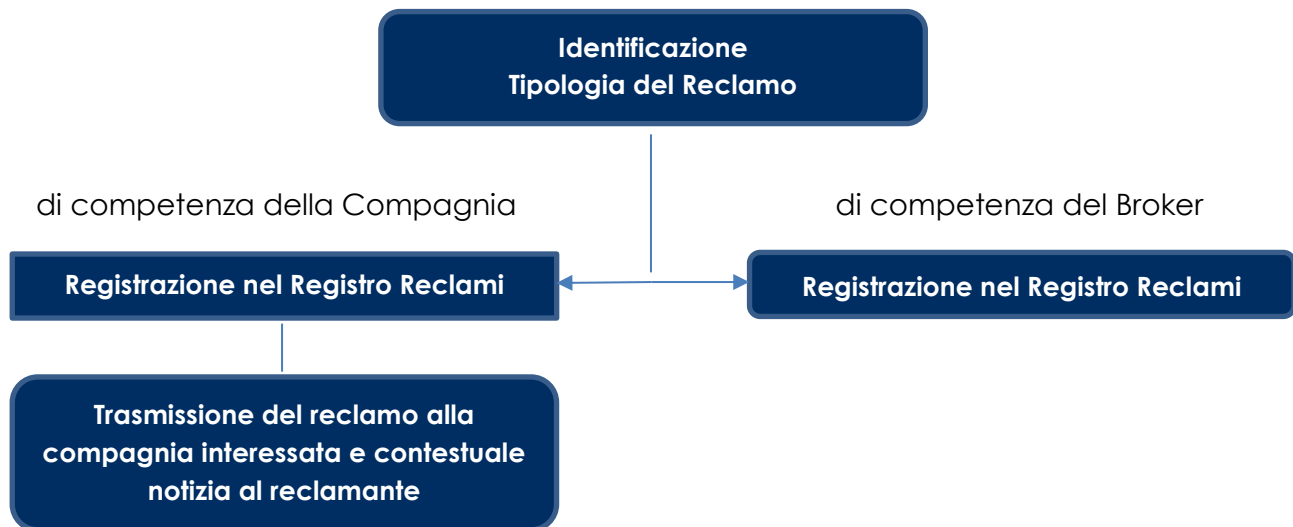 Identificazione
Tipologia del Reclamo
di competenza della Compagnia
di competenza del Broker
Registrazione nel Registro Reclami
Registrazione nel Registro Reclami
Trasmissione del reclamo alla
compagnia interessata e contestuale
notizia al reclamante